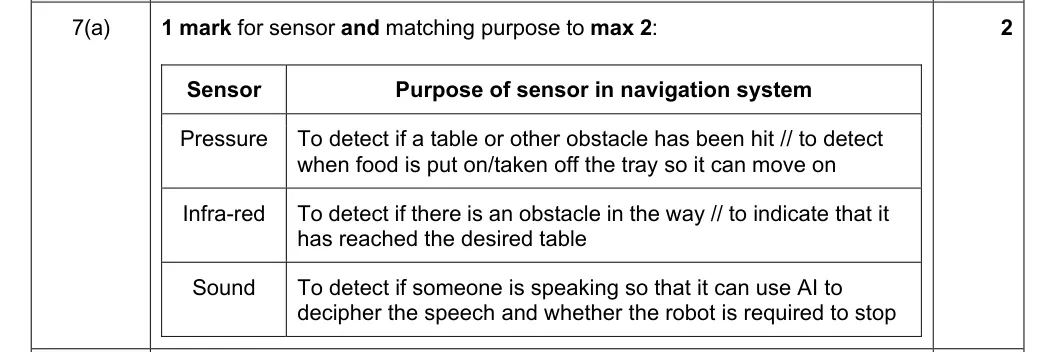 7(a)
1 mark for sensor and matching purpose to max 2:
2
Sensor
Purpose of sensor in navigation system
Pressure
To detect if a table or other obstacle has been hit // to detect
when food is put on/taken off the tray so it can move on
Infra-red
To detect if there is an obstacle in the way // to indicate that it
has reached the desired table
Sound
To detect if someone is speaking so that it can use AI to
decipher the speech and whether the robot is required to stop